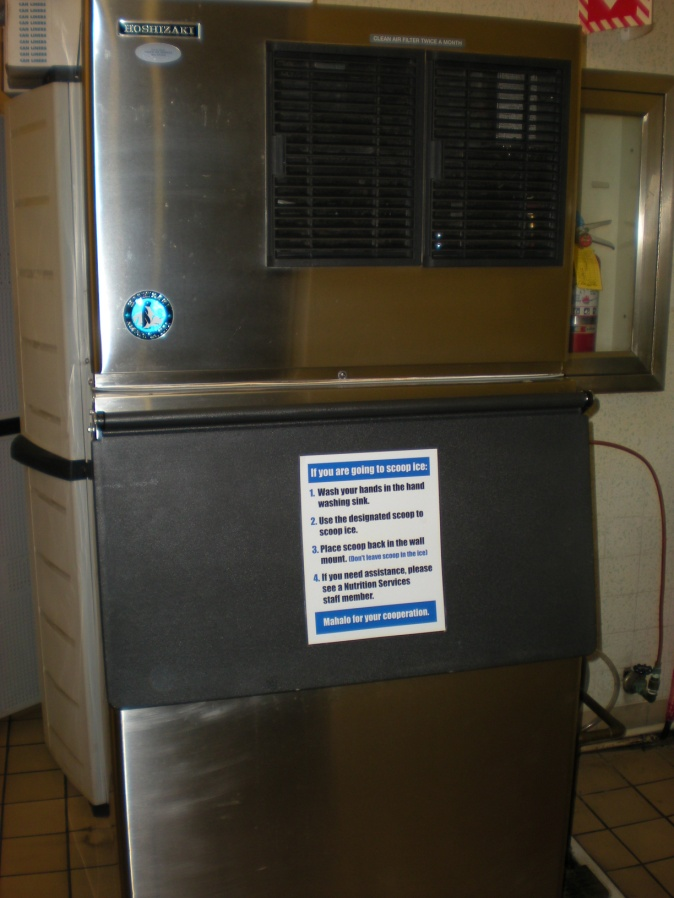 HOSHIZAKI
CLEAN AIR FILTER TWICE A MONTH
If you are going to scoop ice:
1. Wash your hands in the hand
washing sink.
2. Use the designated scoop to
scoop ice.
3. Place scoop back in the wall
mount. (Don't leave scoop in the ice)
4. If you need assistance, please
see a Nutrition Services
staff member.
Mahalo for your cooperation.